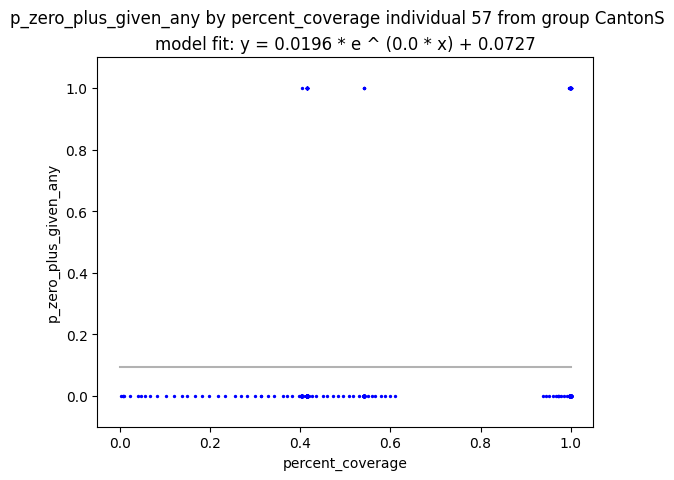 p_zero_plus_given_any by percent_coverage individual 57 from group CantonS
model fit: y = 0.0196 * e ^ (0.0 * x) + 0.0727
p_zero_plus_given_any
1.0
0.8
0.6
0.4
0.2
0.0
0.0 0.2 0.4 0.6 0.8 1.0
percent_coverage